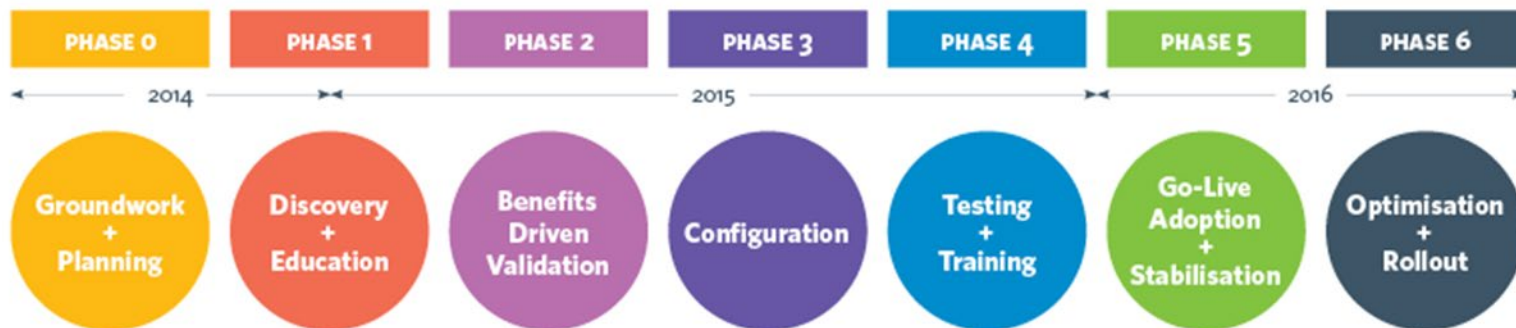 PHASE 0
PHASE 1
PHASE 2
PHASE 3
PHASE 4
PHASE 5
PHASE 6
2014
2015
2016
Groundwork
+
Planning
Discovery
+
Education
Benefits
Driven
Validation
Configuration
Testing
+
Training
Go-Live
Adoption
+
Stabilisation
Optimisation
+
Rollout